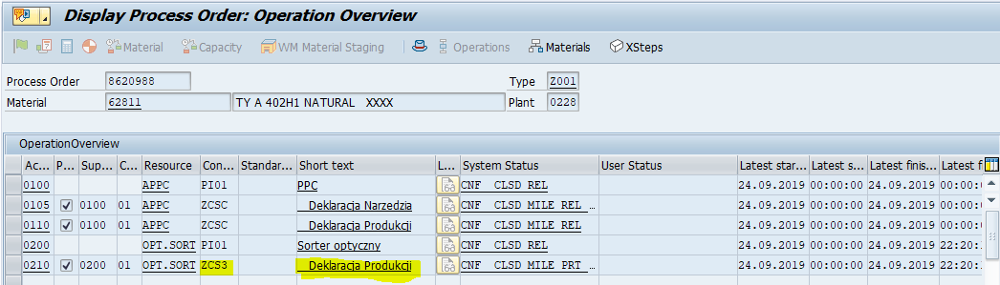 Display Process Order: Operation Overview
Material Capacity WM Material Staging Operations Materials XSteps
Process Order 8620988 Type Z001
Material 62811 TY A 402H1 NATURAL XXXX Plant 0228
OperationOverview
Ac... P... Sup... C... Resource Con... Standar... Short text L... System Status User Status Latest star... Latest s... Latest finis... Latest f
0100 APPC PI01 PPC CNF CLSD REL 24.09.2019 00:00:00 24.09.2019 00:00:0
0105 0100 01 APPC ZCSC Deklaracja Narzedzia CNF CLSD MILE REL ... 24.09.2019 00:00:00 24.09.2019 00:00:0
0110 0100 01 APPC ZCSC Deklaracja Produkcji CNF CLSD MILE REL 24.09.2019 00:00:00 24.09.2019 00:00:0
0200 OPT.SORT PI01 Sorter optyczny CNF CLSD REL 24.09.2019 00:00:00 24.09.2019 22:20:1
0210 0200 01 OPT.SORT ZCS3 Deklaracja Produkcji CNF CLSD MILE PRT ... 24.09.2019 00:00:00 24.09.2019 22:20:1